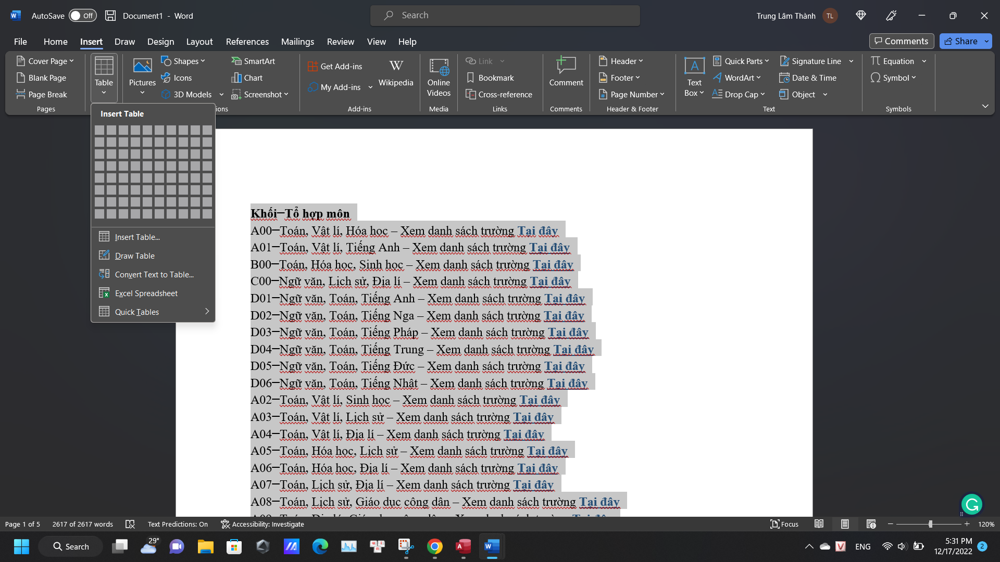 AutoSave Off Document1 - Word
Search
Trung Lâm Thành TL
File Home Insert Draw Design Layout References Mailings Review View Help
Comments Share
Cover Page
Blank Page
Page Break
Pages
Table
Pictures
Shapes
Icons
3D Models
SmartArt
Chart
Screenshot
ions
Get Add-ins
My Add-ins
Wikipedia
Add-ins
Online
Videos
Media
Link
Bookmark
Cross-reference
Links
Comment
Comments
Header
Footer
Page Number
Header & Footer
Text
Box
Quick Parts
WordArt
Drop Cap
Signature Line
Date & Time
Object
Text
Equation
Symbol
Symbols
Insert Table
Insert Table...
Draw Table
Convert Text to Table...
Excel Spreadsheet
Quick Tables
Khối–Tổ hợp môn
A00–Toán, Vật lí, Hóa học – Xem danh sách trường Tại đây
A01–Toán, Vật lí, Tiếng Anh – Xem danh sách trường Tại đây
B00–Toán, Hóa học, Sinh học – Xem danh sách trường Tại đây
C00–Ngữ văn, Lịch sử, Địa lí – Xem danh sách trường Tại đây
D01–Ngữ văn, Toán, Tiếng Anh – Xem danh sách trường Tại đây
D02–Ngữ văn, Toán, Tiếng Nga – Xem danh sách trường Tại đây
D03–Ngữ văn, Toán, Tiếng Pháp – Xem danh sách trường Tại đây
D04–Ngữ văn, Toán, Tiếng Trung – Xem danh sách trường Tại đây
D05–Ngữ văn, Toán, Tiếng Đức – Xem danh sách trường Tại đây
D06–Ngữ văn, Toán, Tiếng Nhật – Xem danh sách trường Tại đây
A02–Toán, Vật lí, Sinh học – Xem danh sách trường Tại đây
A03–Toán, Vật lí, Lịch sử – Xem danh sách trường Tại đây
A04–Toán, Vật lí, Địa lí – Xem danh sách trường Tại đây
A05–Toán, Hóa học, Lịch sử – Xem danh sách trường Tại đây
A06–Toán, Hóa học, Địa lí – Xem danh sách trường Tại đây
A07–Toán, Lịch sử, Địa lí – Xem danh sách trường Tại đây
A08–Toán, Lịch sử, Giáo dục công dân – Xem danh sách trường Tại đây
Page 1 of 5 2617 of 2617 words Text Predictions: On Accessibility: Investigate Focus 120%
Search 29° ENG 5:31 PM
12/17/2022 2